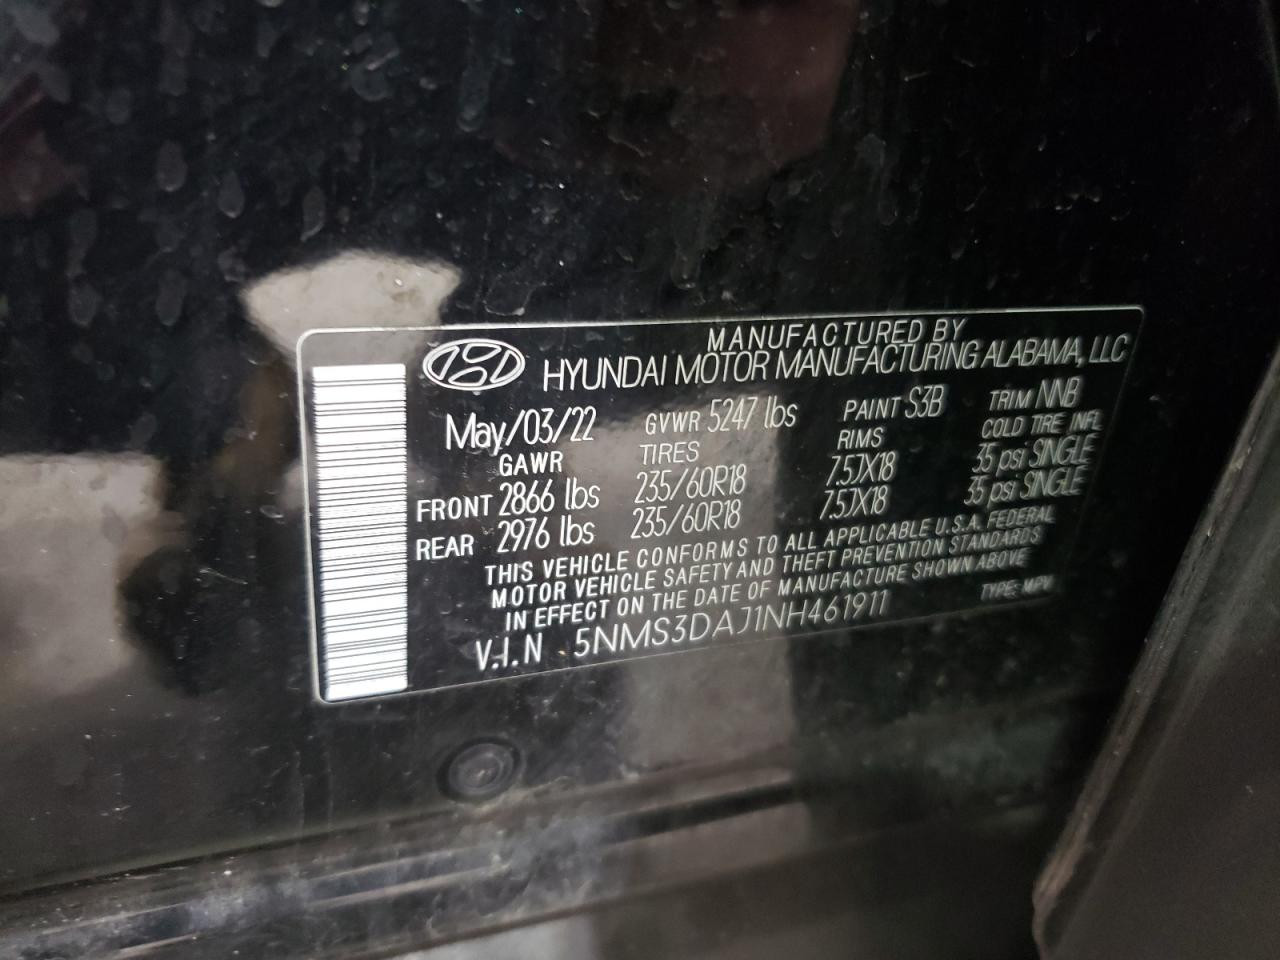 MANUFACTURED BY
HYUNDAI MOTOR MANUFACTURING ALABAMA, LLC
May/03/22 GVWR 5247 lbs PAINT S3B TRIM NNB
GAWR TIRES RIMS COLD TIRE INFL
FRONT 2866 lbs 235/60R18 7.5JX18 35 psi SINGLE
REAR 2976 lbs 235/60R18 7.5JX18 35 psi SINGLE
THIS VEHICLE CONFORMS TO ALL APPLICABLE U.S.A. FEDERAL
MOTOR VEHICLE SAFETY AND THEFT PREVENTION STANDARDS
IN EFFECT ON THE DATE OF MANUFACTURE SHOWN ABOVE
V.I.N 5NMS3DAJ1NH461911 TYPE: MPV